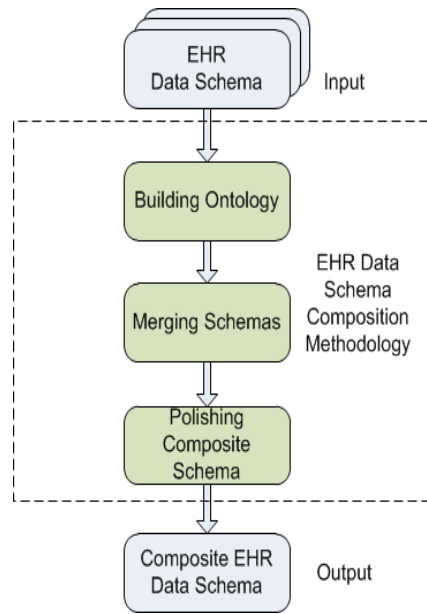 EHR
Data Schema
Input
Building Ontology
EHR Data
Schema
Composition
Methodology
Merging Schemas
Polishing
Composite
Schema
Composite EHR
Data Schema
Output